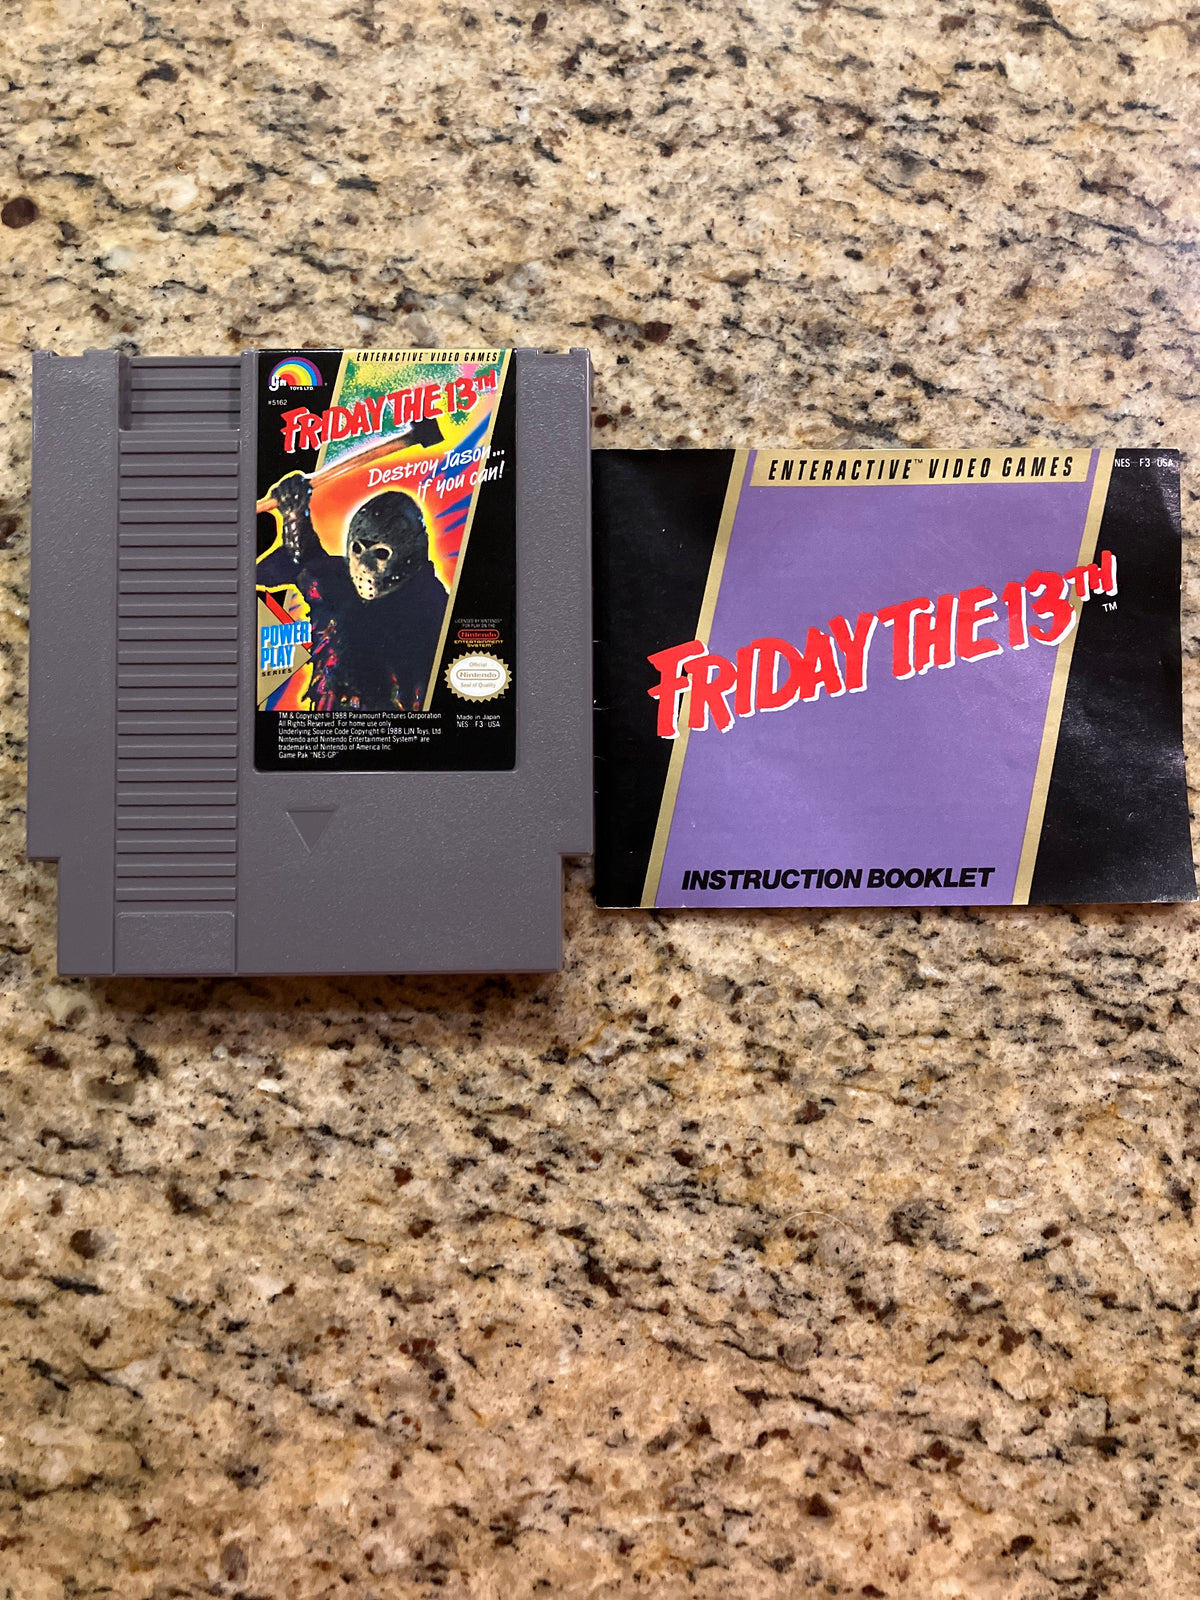 ENTERACTIVE™ VIDEO GAMES
LJN
TOYS LTD.
#5162
FRIDAY THE 13TH
Destroy Jason...
if you can!
POWER
PLAY
SERIES
LICENSED BY NINTENDO®
FOR PLAY ON THE
Nintendo
ENTERTAINMENT
SYSTEM®
Official
Nintendo
Seal of Quality
TM & Copyright © 1988 Paramount Pictures Corporation
All Rights Reserved. For home use only
Underlying Source Code Copyright © 1988 LJN Toys, Ltd.
Nintendo and Nintendo Entertainment System® are
trademarks of Nintendo of America Inc.
Game Pak "NES-GP"
Made in Japan
NES F3 USA
ENTERACTIVE™ VIDEO GAMES
NES F3 USA
FRIDAY THE 13TH™
INSTRUCTION BOOKLET